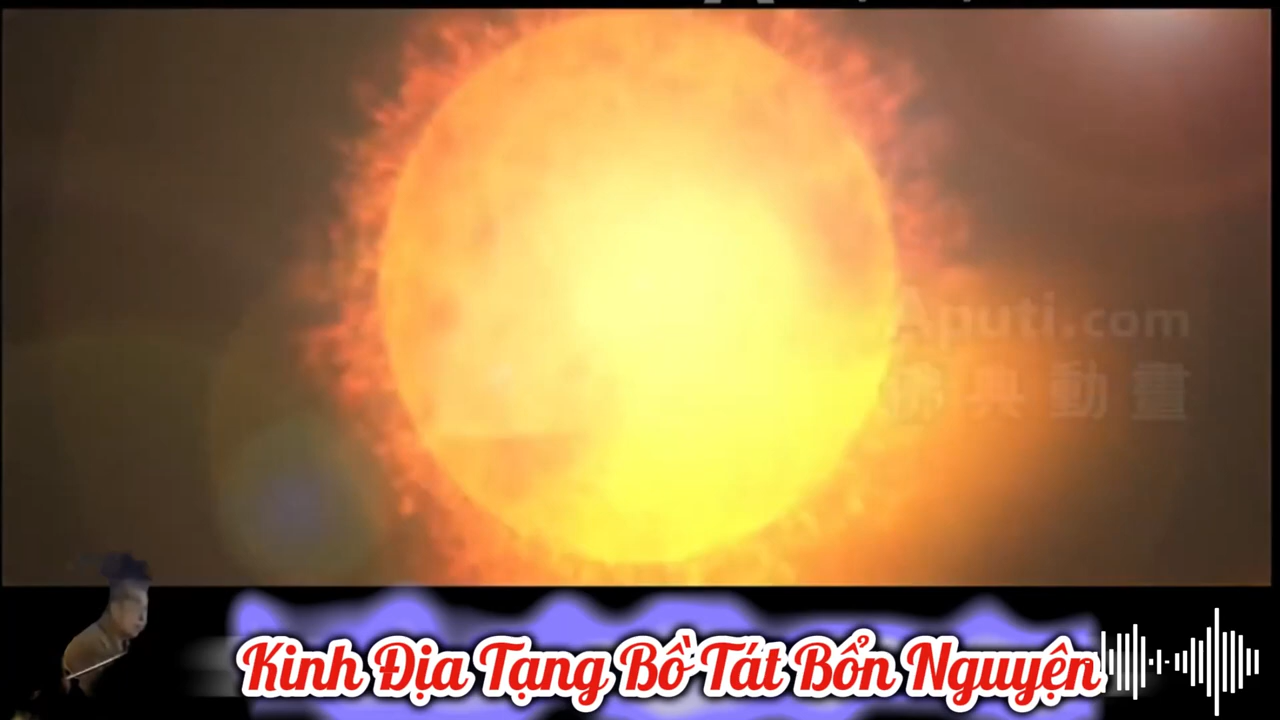 Aputi.com
佛典動畫
Kinh Địa Tạng Bồ Tát Bổn Nguyện